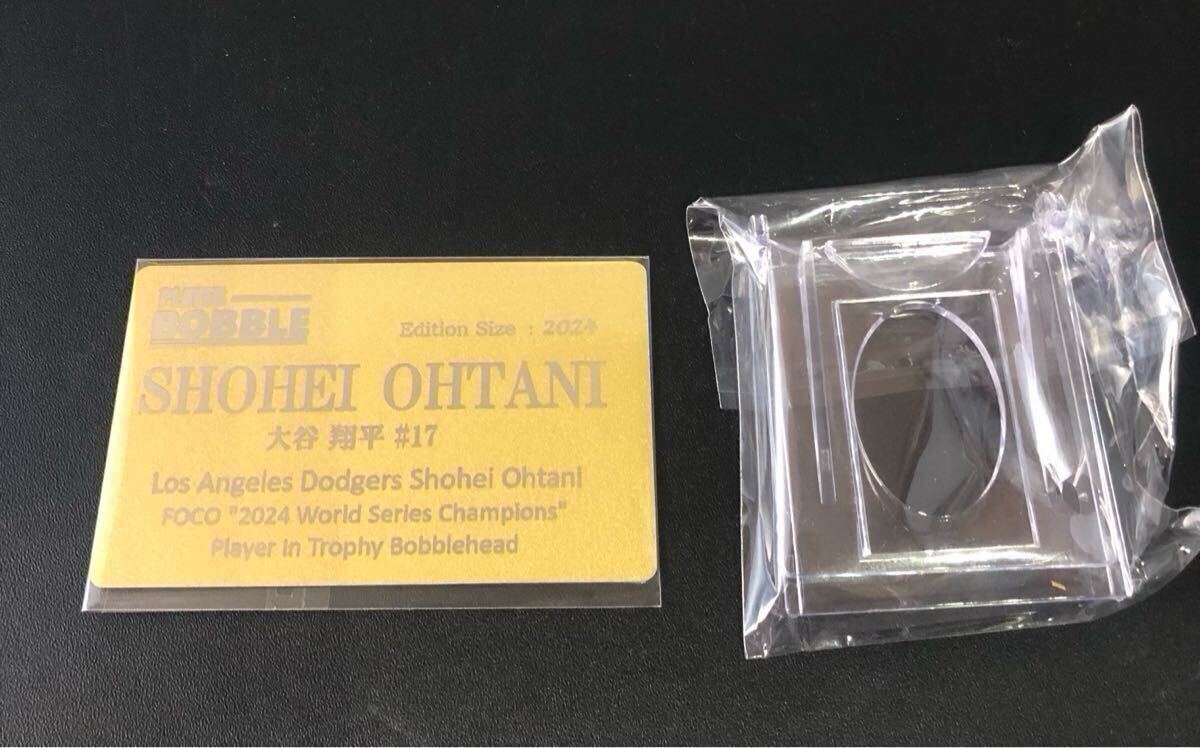 PLAYER
BOBBLE
Edition Size : 2024
SHOHEI OHTANI
大谷 翔平 #17
Los Angeles Dodgers Shohei Ohtani
FOCO "2024 World Series Champions"
Player In Trophy Bobblehead